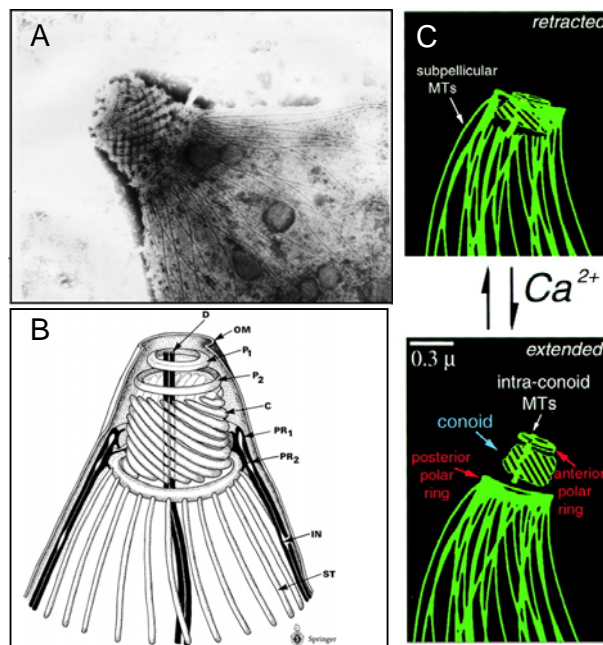 A
B
D
OM
P1
P2
C
PR1
PR2
IN
ST
Springer
C
retracted
subpellicular
MTs
Ca2+
0.3 μ
extended
intra-conoid
MTs
conoid
posterior
polar
ring
anterior
polar
ring